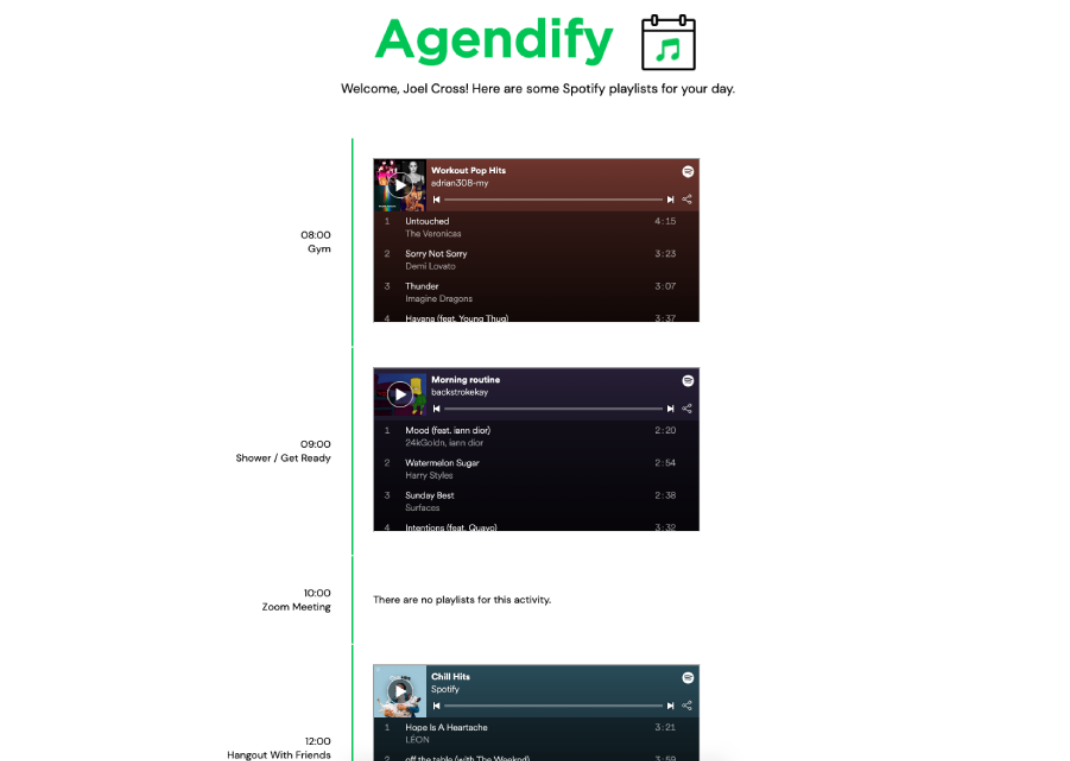 Agendify
Welcome, Joel Cross! Here are some Spotify playlists for your day.
08:00
Gym
Workout Pop Hits
adrian308-my
1 Untouched 4:15
The Veronicas
2 Sorry Not Sorry 3:23
Demi Lovato
3 Thunder 3:07
Imagine Dragons
4 Havana (feat. Young Thug) 3:37
09:00
Shower / Get Ready
Morning routine
backstrokekay
1 Mood (feat. iann dior) 2:20
24kGoldn, iann dior
2 Watermelon Sugar 2:54
Harry Styles
3 Sunday Best 2:38
Surfaces
4 Intentions (feat. Quavo) 3:32
10:00
Zoom Meeting
There are no playlists for this activity.
12:00
Hangout With Friends
Chill Hits
Spotify
1 Hope Is A Heartache 3:21
LÉON
2 off the table (with The Weeknd) 3:59